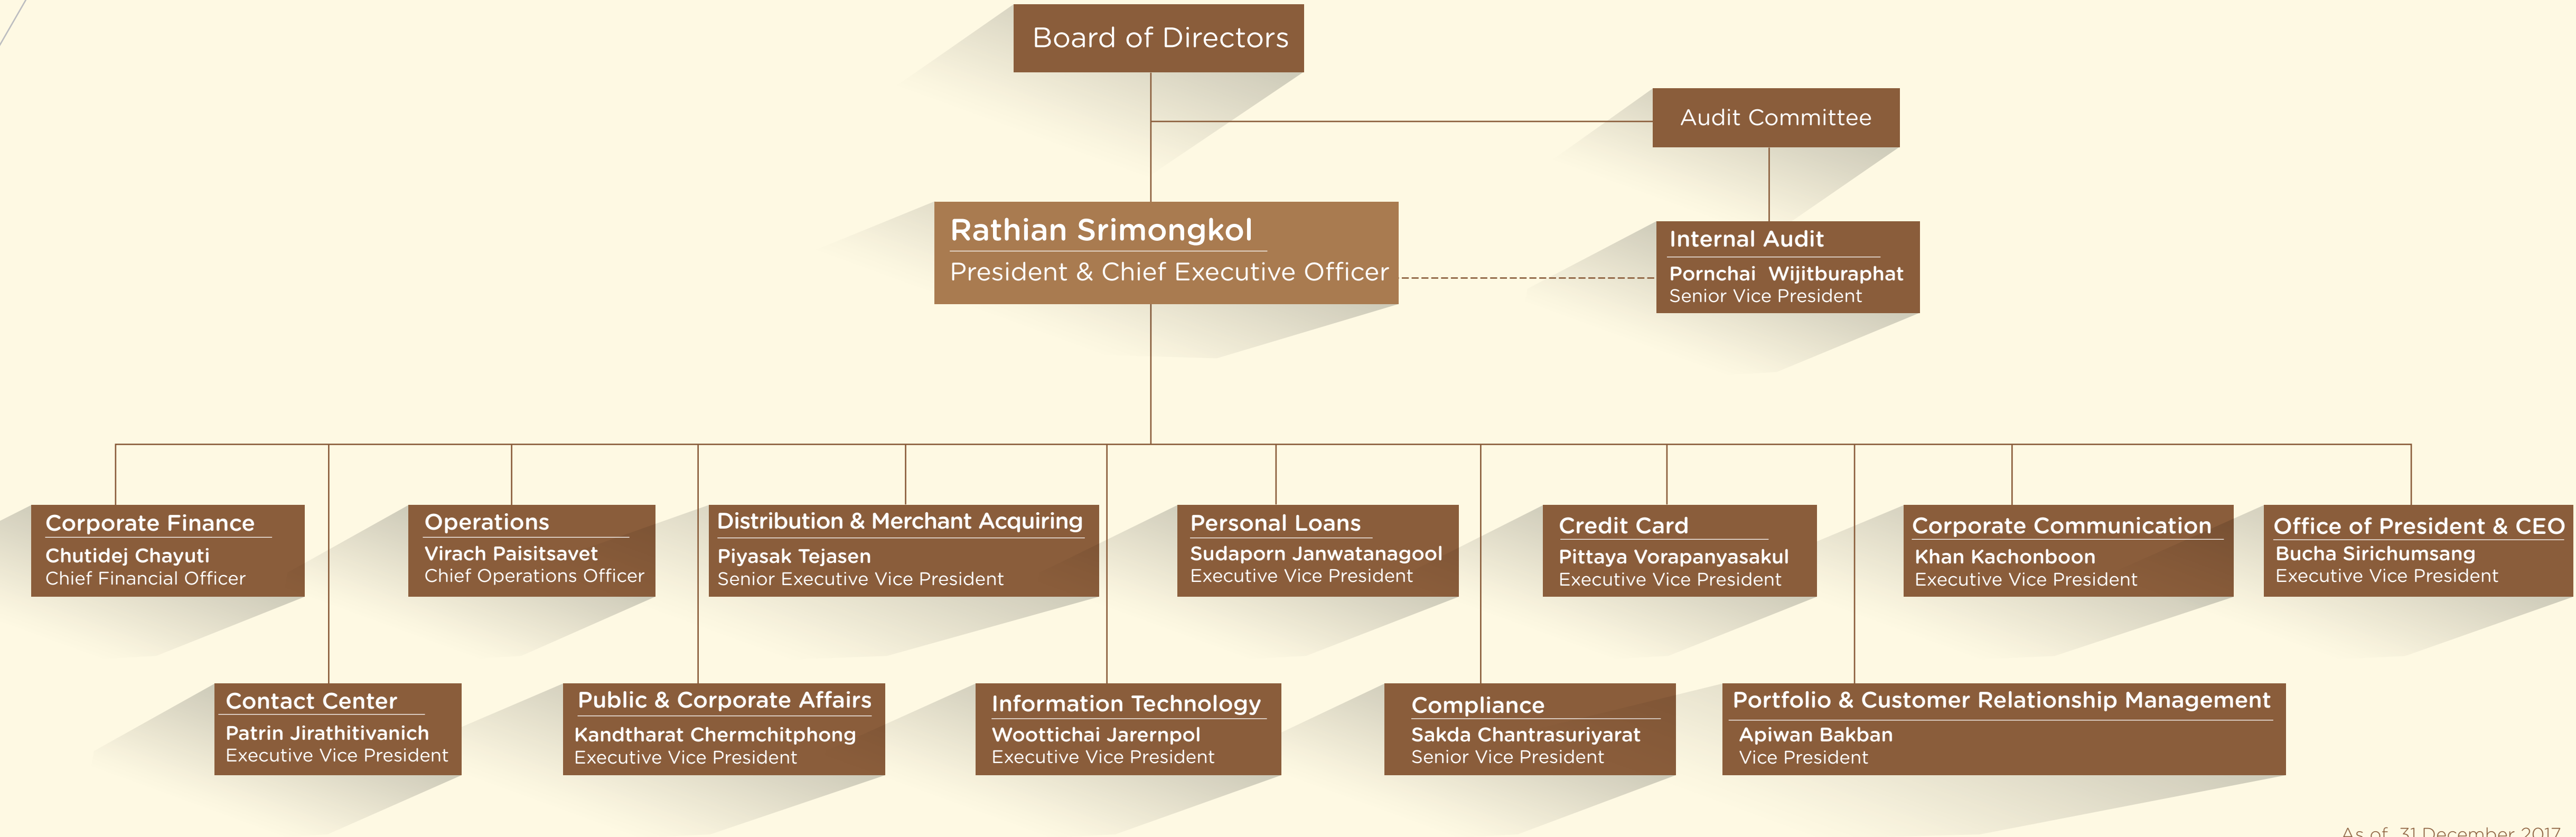 Board of Directors
Audit Committee
Rathian Srimongkol
President & Chief Executive Officer
Internal Audit
Pornchai Wijitburaphat
Senior Vice President
Corporate Finance
Chutidej Chayuti
Chief Financial Officer
Operations
Virach Paisitsavet
Chief Operations Officer
Distribution & Merchant Acquiring
Piyasak Tejasen
Senior Executive Vice President
Personal Loans
Sudaporn Janwatanagool
Executive Vice President
Credit Card
Pittaya Vorapanyasakul
Executive Vice President
Corporate Communication
Khan Kachonboon
Executive Vice President
Office of President & CEO
Bucha Sirichumsang
Executive Vice President
Contact Center
Patrin Jirathitivanich
Executive Vice President
Public & Corporate Affairs
Kandtharat Chermchitphong
Executive Vice President
Information Technology
Woottichai Jarernpol
Executive Vice President
Compliance
Sakda Chantrasuriyarat
Senior Vice President
Portfolio & Customer Relationship Management
Apiwan Bakban
Vice President
As of 31 December 2017